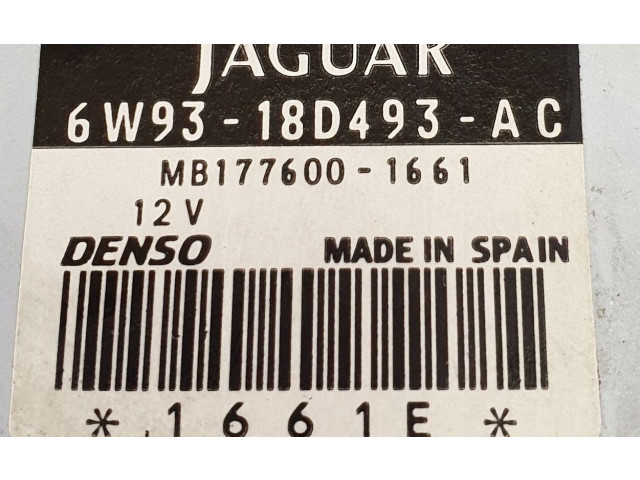 JAGUAR
6W93-18D493-AC
MB177600-1661
12V
DENSO MADE IN SPAIN
*.1661E*